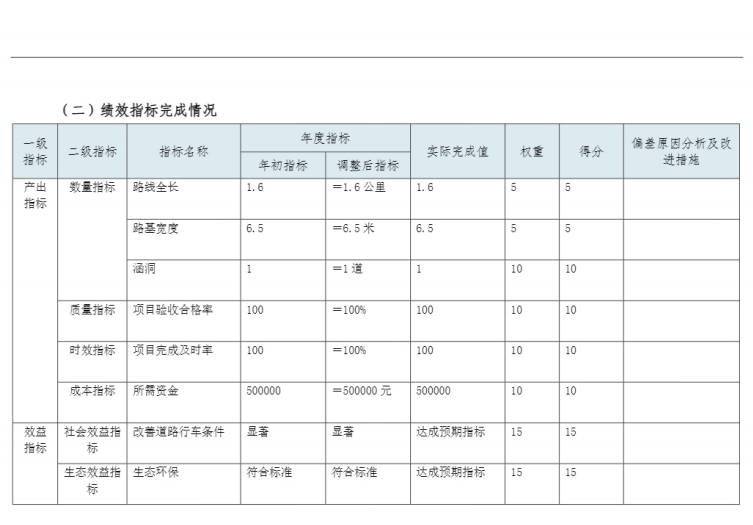 （二）绩效指标完成情况
一级指标 二级指标 指标名称 年度指标 实际完成值 权重 得分 偏差原因分析及改进措施
年初指标 调整后指标
产出指标 数量指标 路线全长 1.6 ＝1.6公里 1.6 5 5
路基宽度 6.5 ＝6.5米 6.5 5 5
涵洞 1 ＝1道 1 10 10
质量指标 项目验收合格率 100 ＝100% 100 10 10
时效指标 项目完成及时率 100 ＝100% 100 10 10
成本指标 所需资金 500000 ＝500000元 500000 10 10
效益指标 社会效益指标 改善道路行车条件 显著 显著 达成预期指标 15 15
生态效益指标 生态环保 符合标准 符合标准 达成预期指标 15 15